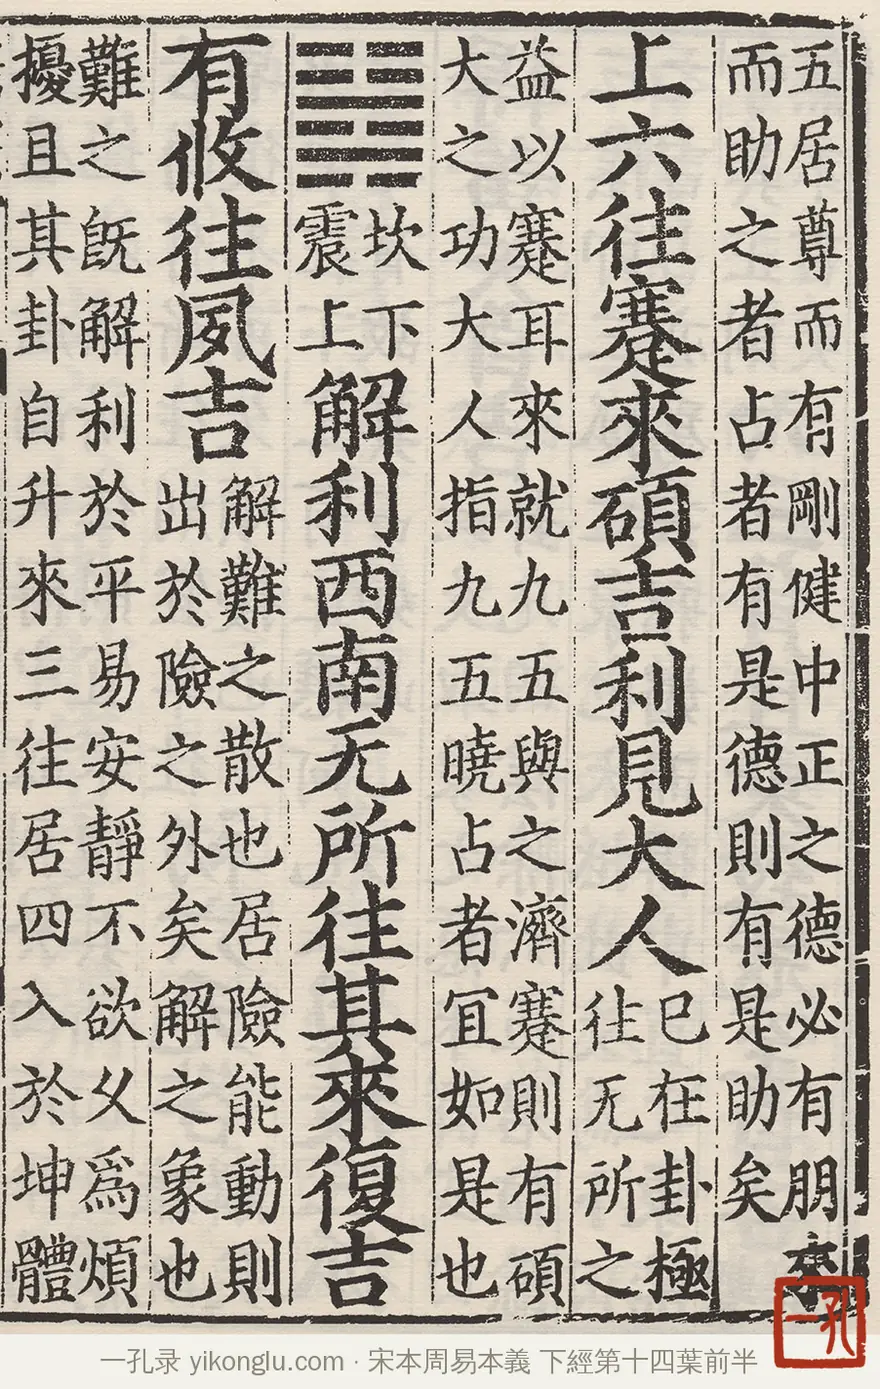 五居尊而有剛健中正之德必有朋來
而助之者占者有是德則有是助矣
上六往蹇來碩吉利見大人
已在卦極
往无所之
益以蹇耳來就九五與之濟蹇則有碩
大之功大人指九五曉占者冝如是也
坎下
震上
解利西南无所往其來復吉
有攸往夙吉
解難之散也居險能動則
出於險之外矣解之象也
難之旣解利於平易安靜不欲乆爲煩
擾且其卦自升來三往居四入於坤體
一孔
一孔录 yikonglu.com · 宋本周易本義 下經第十四葉前半